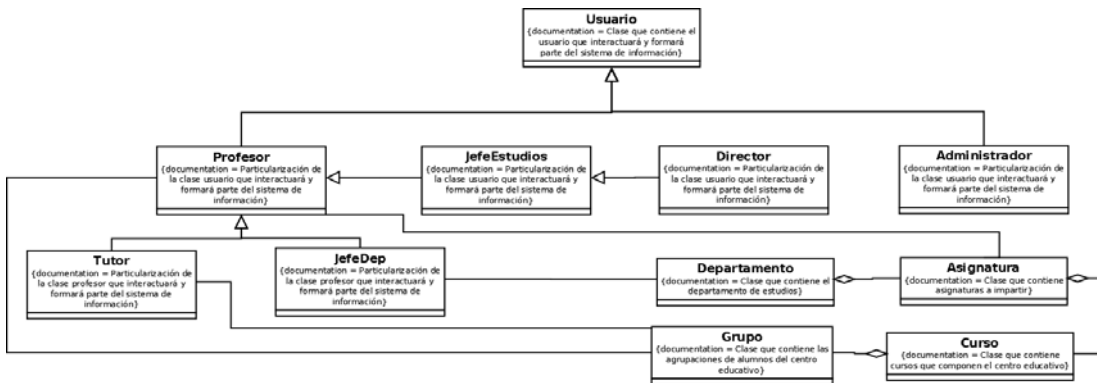 Usuario
{documentation = Clase que contiene el
usuario que interactuará y formará
parte del sistema de información}
Profesor
{documentation = Particularización de
la clase usuario que interactuará y
formará parte del sistema de
información}
JefeEstudios
{documentation = Particularización de
la clase usuario que interactuará y
formará parte del sistema de
información}
Director
{documentation = Particularización de
la clase usuario que interactuará y
formará parte del sistema de
información}
Administrador
{documentation = Particularización de
la clase usuario que interactuará y
formará parte del sistema de
información}
Tutor
{documentation = Particularización de
la clase profesor que interactuará y
formará parte del sistema de
información}
JefeDep
{documentation = Particularización de
la clase profesor que interactuará y
formará parte del sistema de
información}
Departamento
{documentation = Clase que contiene el
departamento de estudios}
Asignatura
{documentation = Clase que contiene
asignaturas a impartir}
Grupo
{documentation = Clase que contiene las
agrupaciones de alumnos del centro
educativo}
Curso
{documentation = Clase que contiene
cursos que componen el centro educativo}